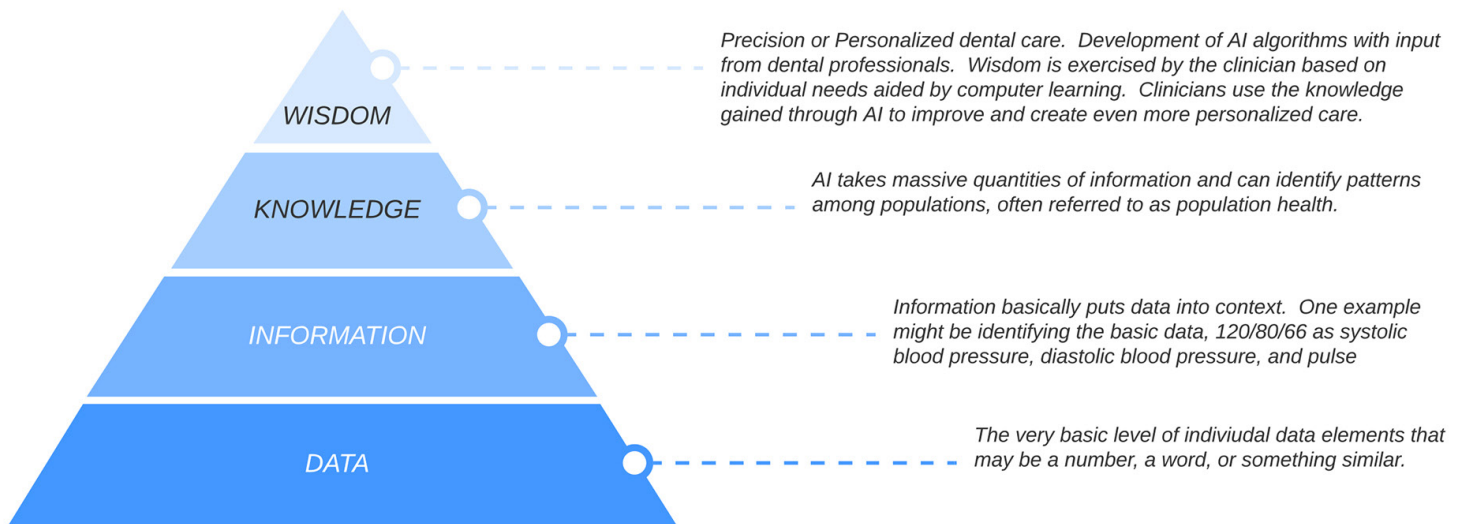 Precision or Personalized dental care.  Development of AI algorithms with input
from dental professionals.  Wisdom is exercised by the clinician based on
individual needs aided by computer learning.  Clinicians use the knowledge
gained through AI to improve and create even more personalized care.
WISDOM
AI takes massive quantities of information and can identify patterns
among populations, often referred to as population health.
KNOWLEDGE
Information basically puts data into context.  One example
might be identifying the basic data, 120/80/66 as systolic
blood pressure, diastolic blood pressure, and pulse
INFORMATION
The very basic level of indiviudal data elements that
may be a number, a word, or something similar.
DATA